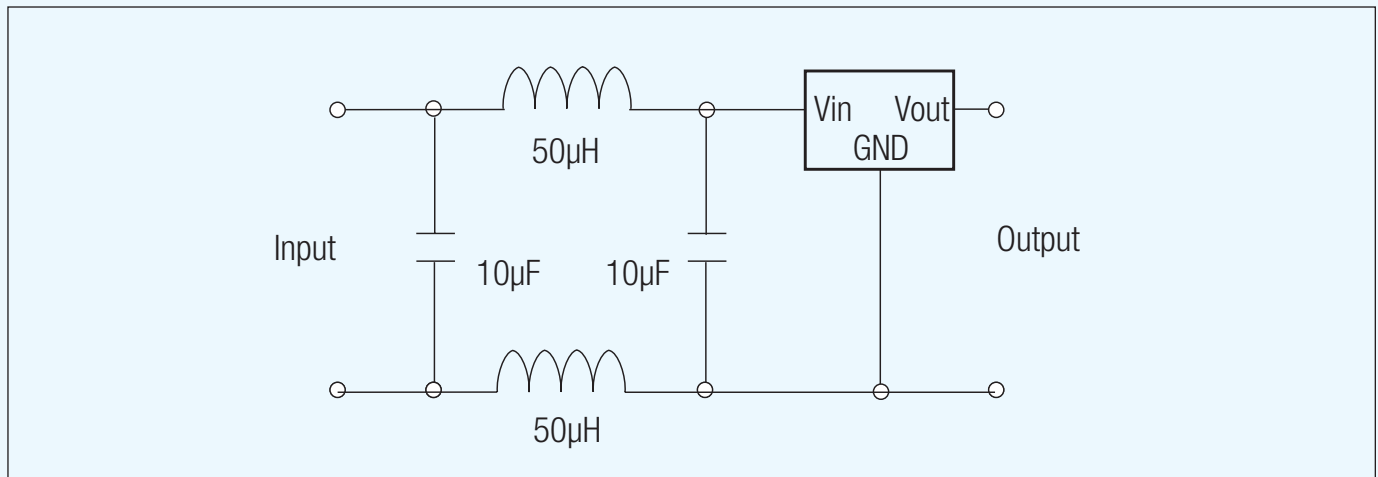 Vin Vout
GND
50µH
Input
10µF
10µF
Output
50µH